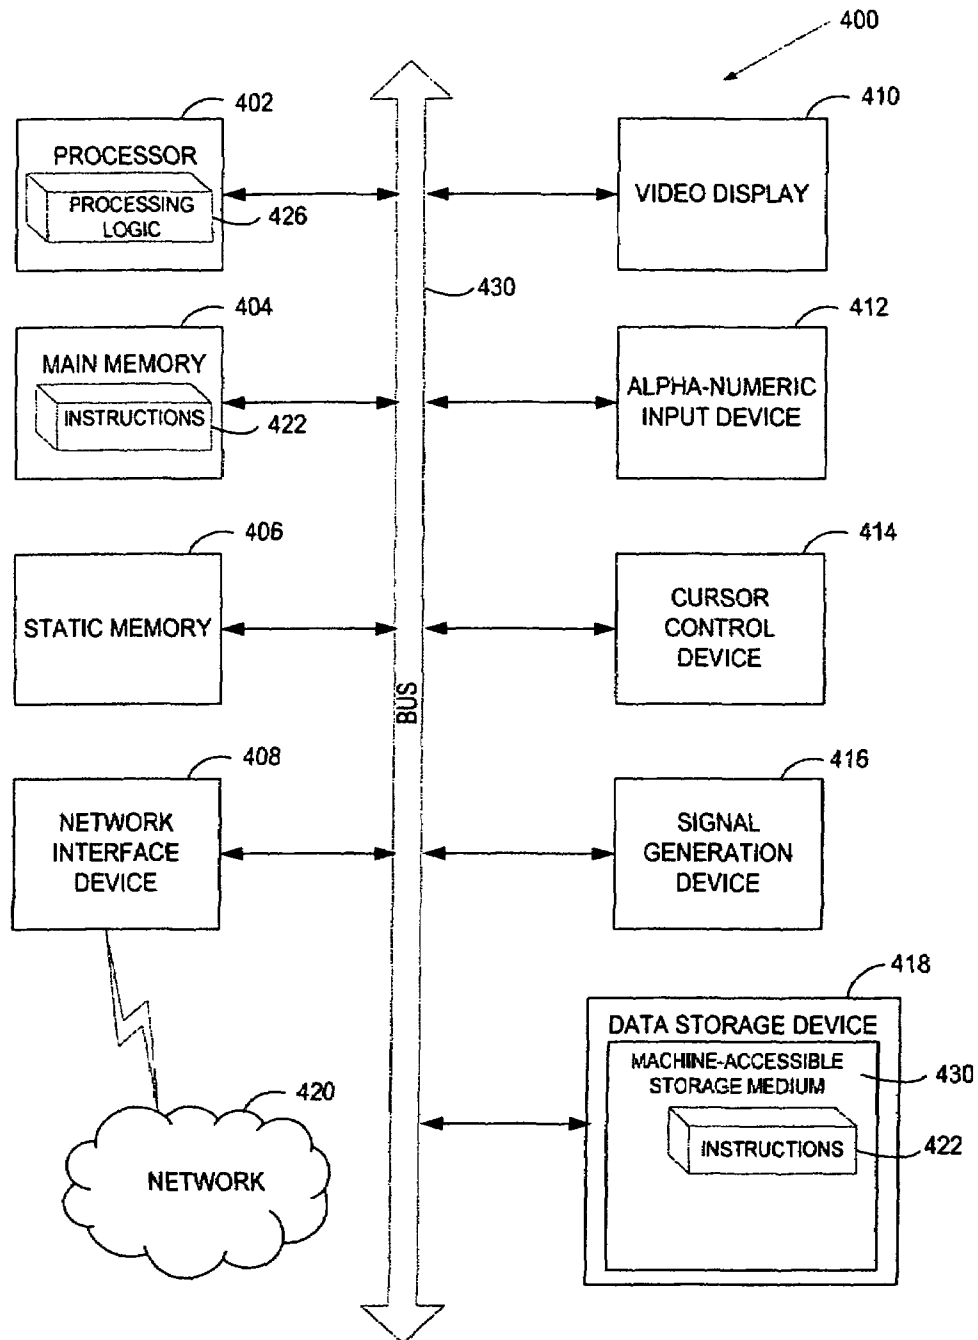 400
402
PROCESSOR
PROCESSING
LOGIC
426
410
VIDEO DISPLAY
430
404
MAIN MEMORY
INSTRUCTIONS
422
412
ALPHA-NUMERIC
INPUT DEVICE
406
STATIC MEMORY
414
CURSOR
CONTROL
DEVICE
BUS
408
NETWORK
INTERFACE
DEVICE
416
SIGNAL
GENERATION
DEVICE
418
DATA STORAGE DEVICE
MACHINE-ACCESSIBLE
STORAGE MEDIUM
430
INSTRUCTIONS
422
420
NETWORK